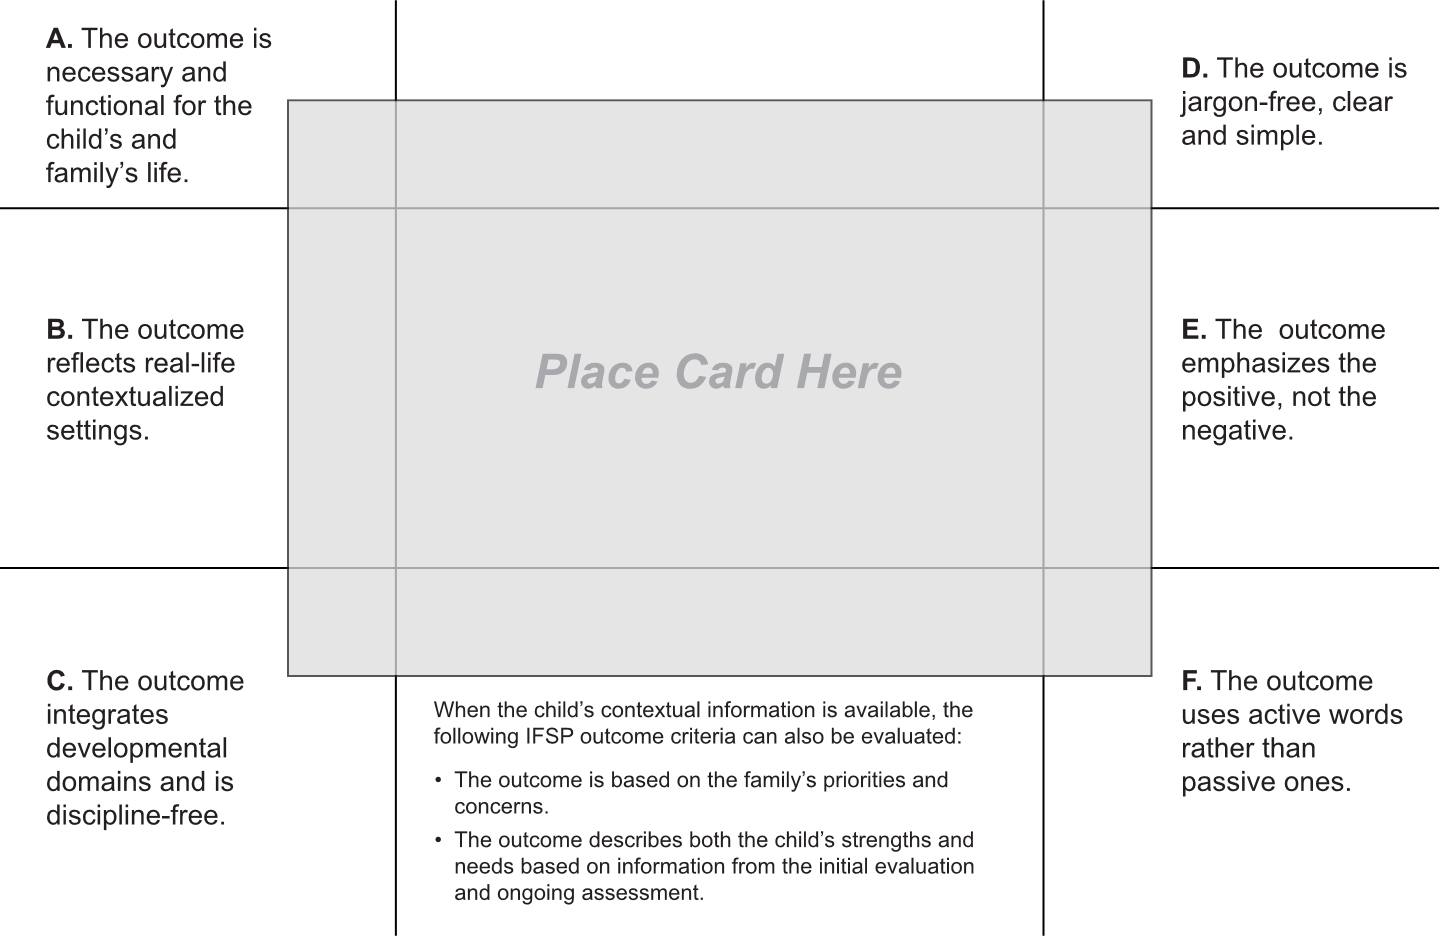 A. The outcome is
necessary and
functional for the
child’s and
family’s life.
B. The outcome
reflects real-life
contextualized
settings.
C. The outcome
integrates
developmental
domains and is
discipline-free.
Place Card Here
When the child’s contextual information is available, the
following IFSP outcome criteria can also be evaluated:
• The outcome is based on the family’s priorities and
concerns.
• The outcome describes both the child’s strengths and
needs based on information from the initial evaluation
and ongoing assessment.
D. The outcome is
jargon-free, clear
and simple.
E. The  outcome
emphasizes the
positive, not the
negative.
F. The outcome
uses active words
rather than
passive ones.